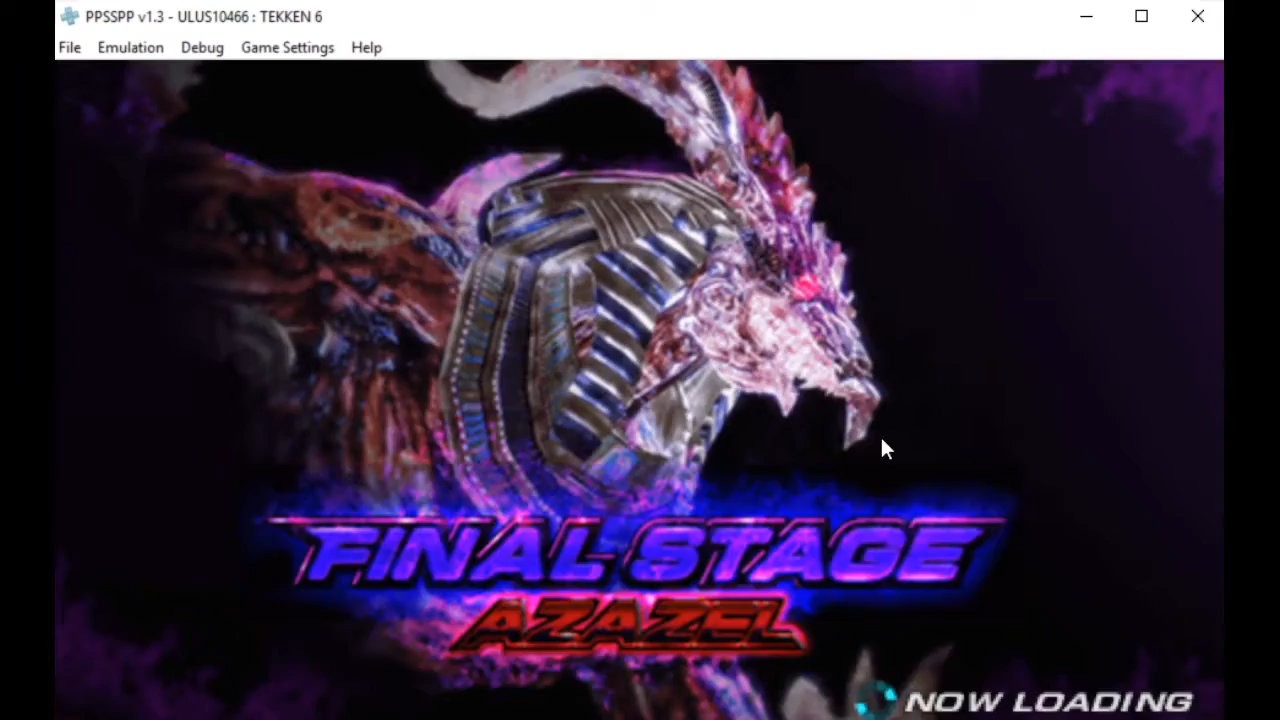 PPSSPP v1.3 - ULUS10466 : TEKKEN 6
File Emulation Debug Game Settings Help
FINAL STAGE
AZAZEL
NOW LOADING